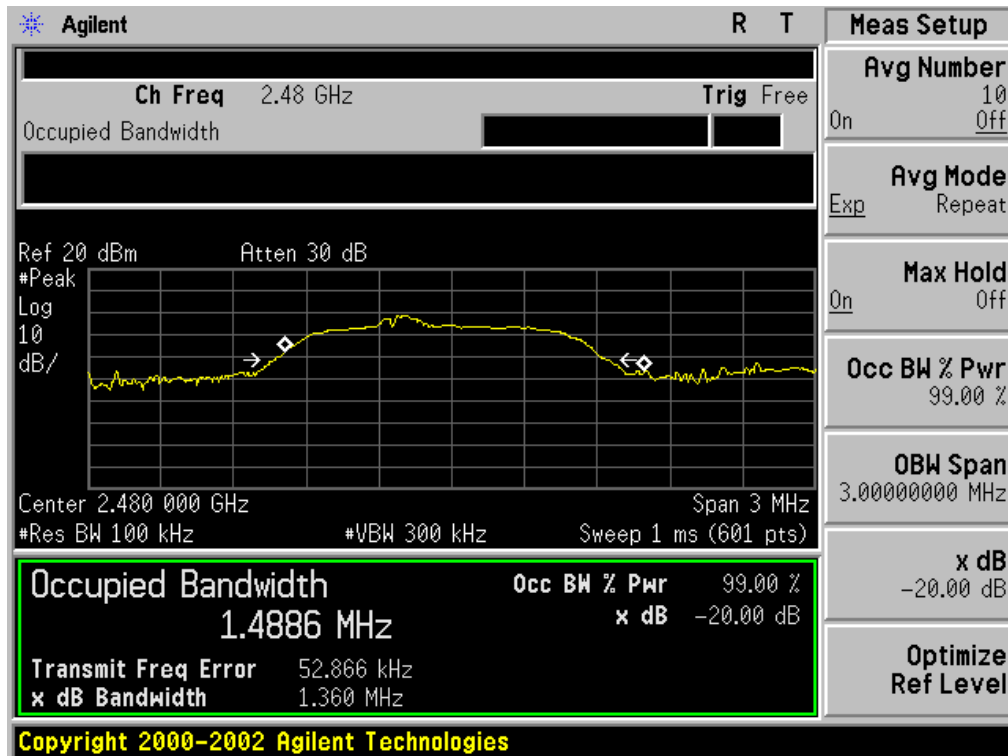 Agilent R T
Ch Freq 2.48 GHz Trig Free
Occupied Bandwidth
Ref 20 dBm Atten 30 dB
#Peak
Log
10
dB/
Center 2.480 000 GHz Span 3 MHz
#Res BW 100 kHz #VBW 300 kHz Sweep 1 ms (601 pts)
Occupied Bandwidth
1.4886 MHz
Occ BW % Pwr 99.00 %
x dB -20.00 dB
Transmit Freq Error 52.866 kHz
x dB Bandwidth 1.360 MHz
Copyright 2000-2002 Agilent Technologies
Meas Setup
Avg Number
10
On Off
Avg Mode
Exp Repeat
Max Hold
On Off
Occ BW % Pwr
99.00 %
OBW Span
3.00000000 MHz
x dB
-20.00 dB
Optimize
Ref Level